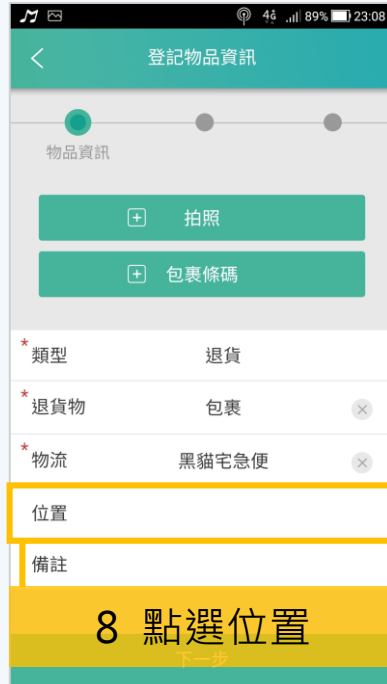 4G 89% 23:08
登記物品資訊
物品資訊
拍照
包裹條碼
*類型 退貨
*退貨物 包裹
*物流 黑貓宅急便
位置
備註
8 點選位置
下一步